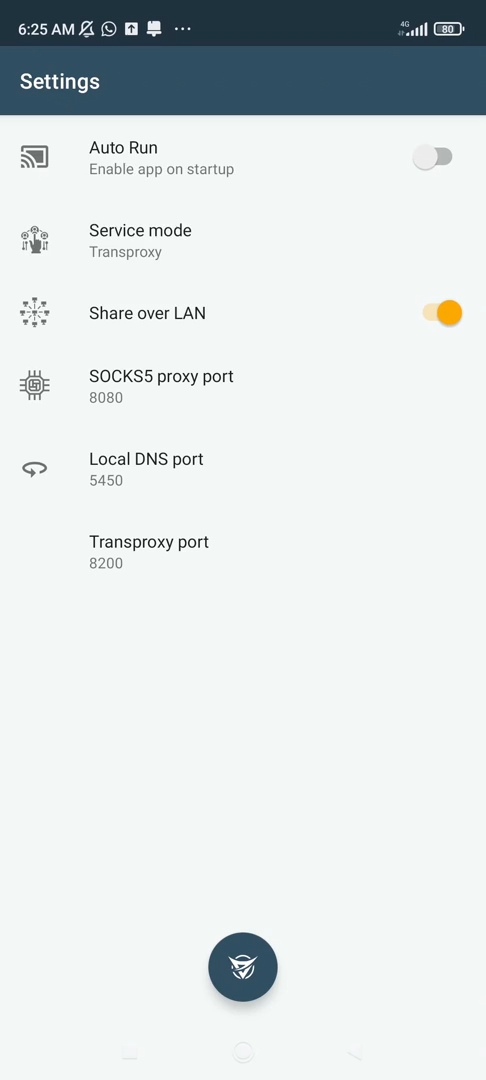 6:25 AM
4G
80
Settings
Auto Run
Enable app on startup
Service mode
Transproxy
Share over LAN
SOCKS5 proxy port
8080
Local DNS port
5450
Transproxy port
8200